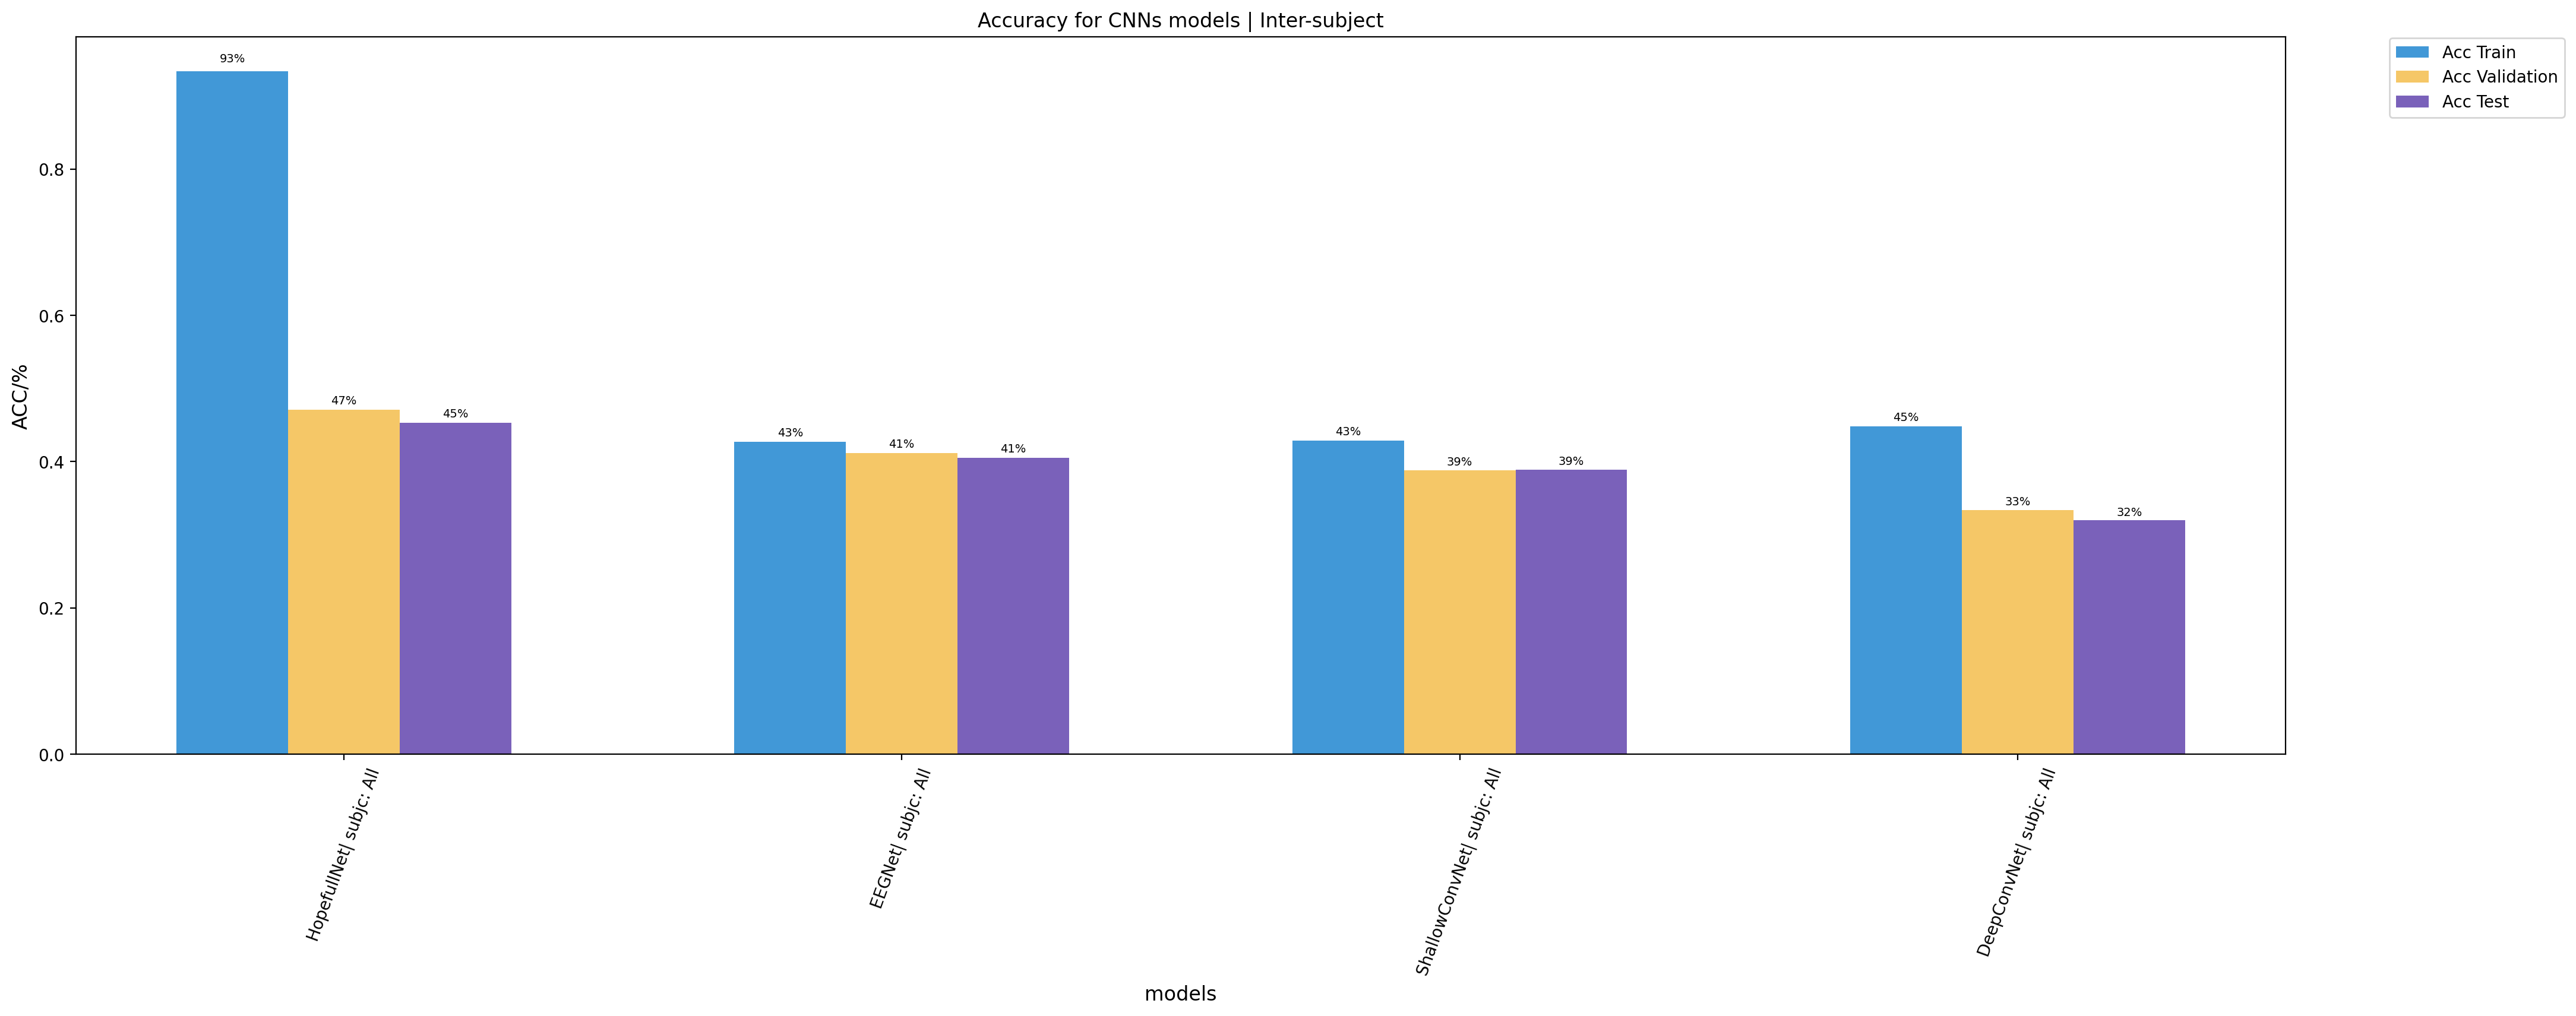 Accuracy for CNNs models | Inter-subject
Acc Train
Acc Validation
Acc Test
ACC/%
0.8
0.6
0.4
0.2
0.0
93%
47%
45%
43%
41%
41%
43%
39%
39%
45%
33%
32%
HopefullNet| subjc: All
EEGNet| subjc: All
ShallowConvNet| subjc: All
DeepConvNet| subjc: All
models